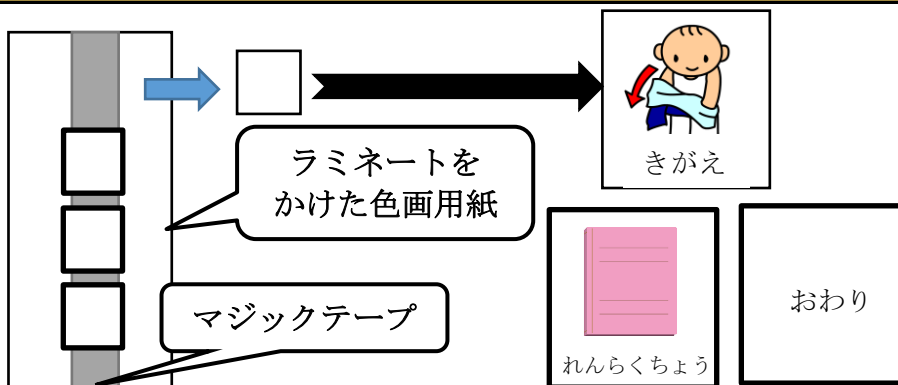 ラミネートを
かけた色画用紙
マジックテープ
きがえ
れんらくちょう
おわり